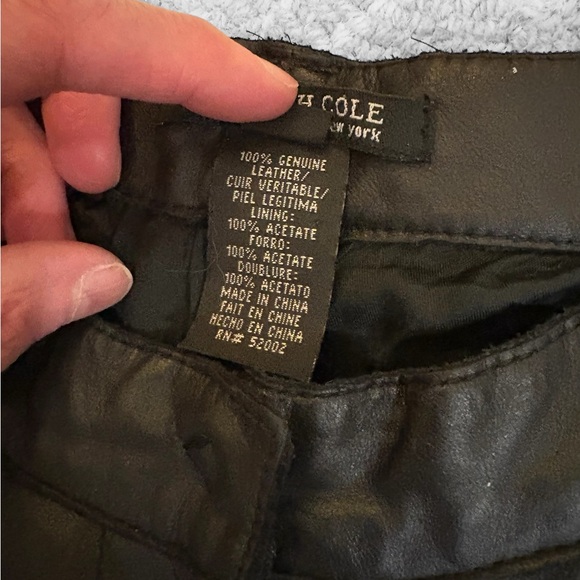 H COLE
ew york
100% GENUINE
LEATHER/
CUIR VERITABLE/
PIEL LEGITIMA
LINING:
100% ACETATE
FORRO:
100% ACETATE
DOUBLURE:
100% ACETATO
MADE IN CHINA
FAIT EN CHINE
HECHO EN CHINA
RN# 52002